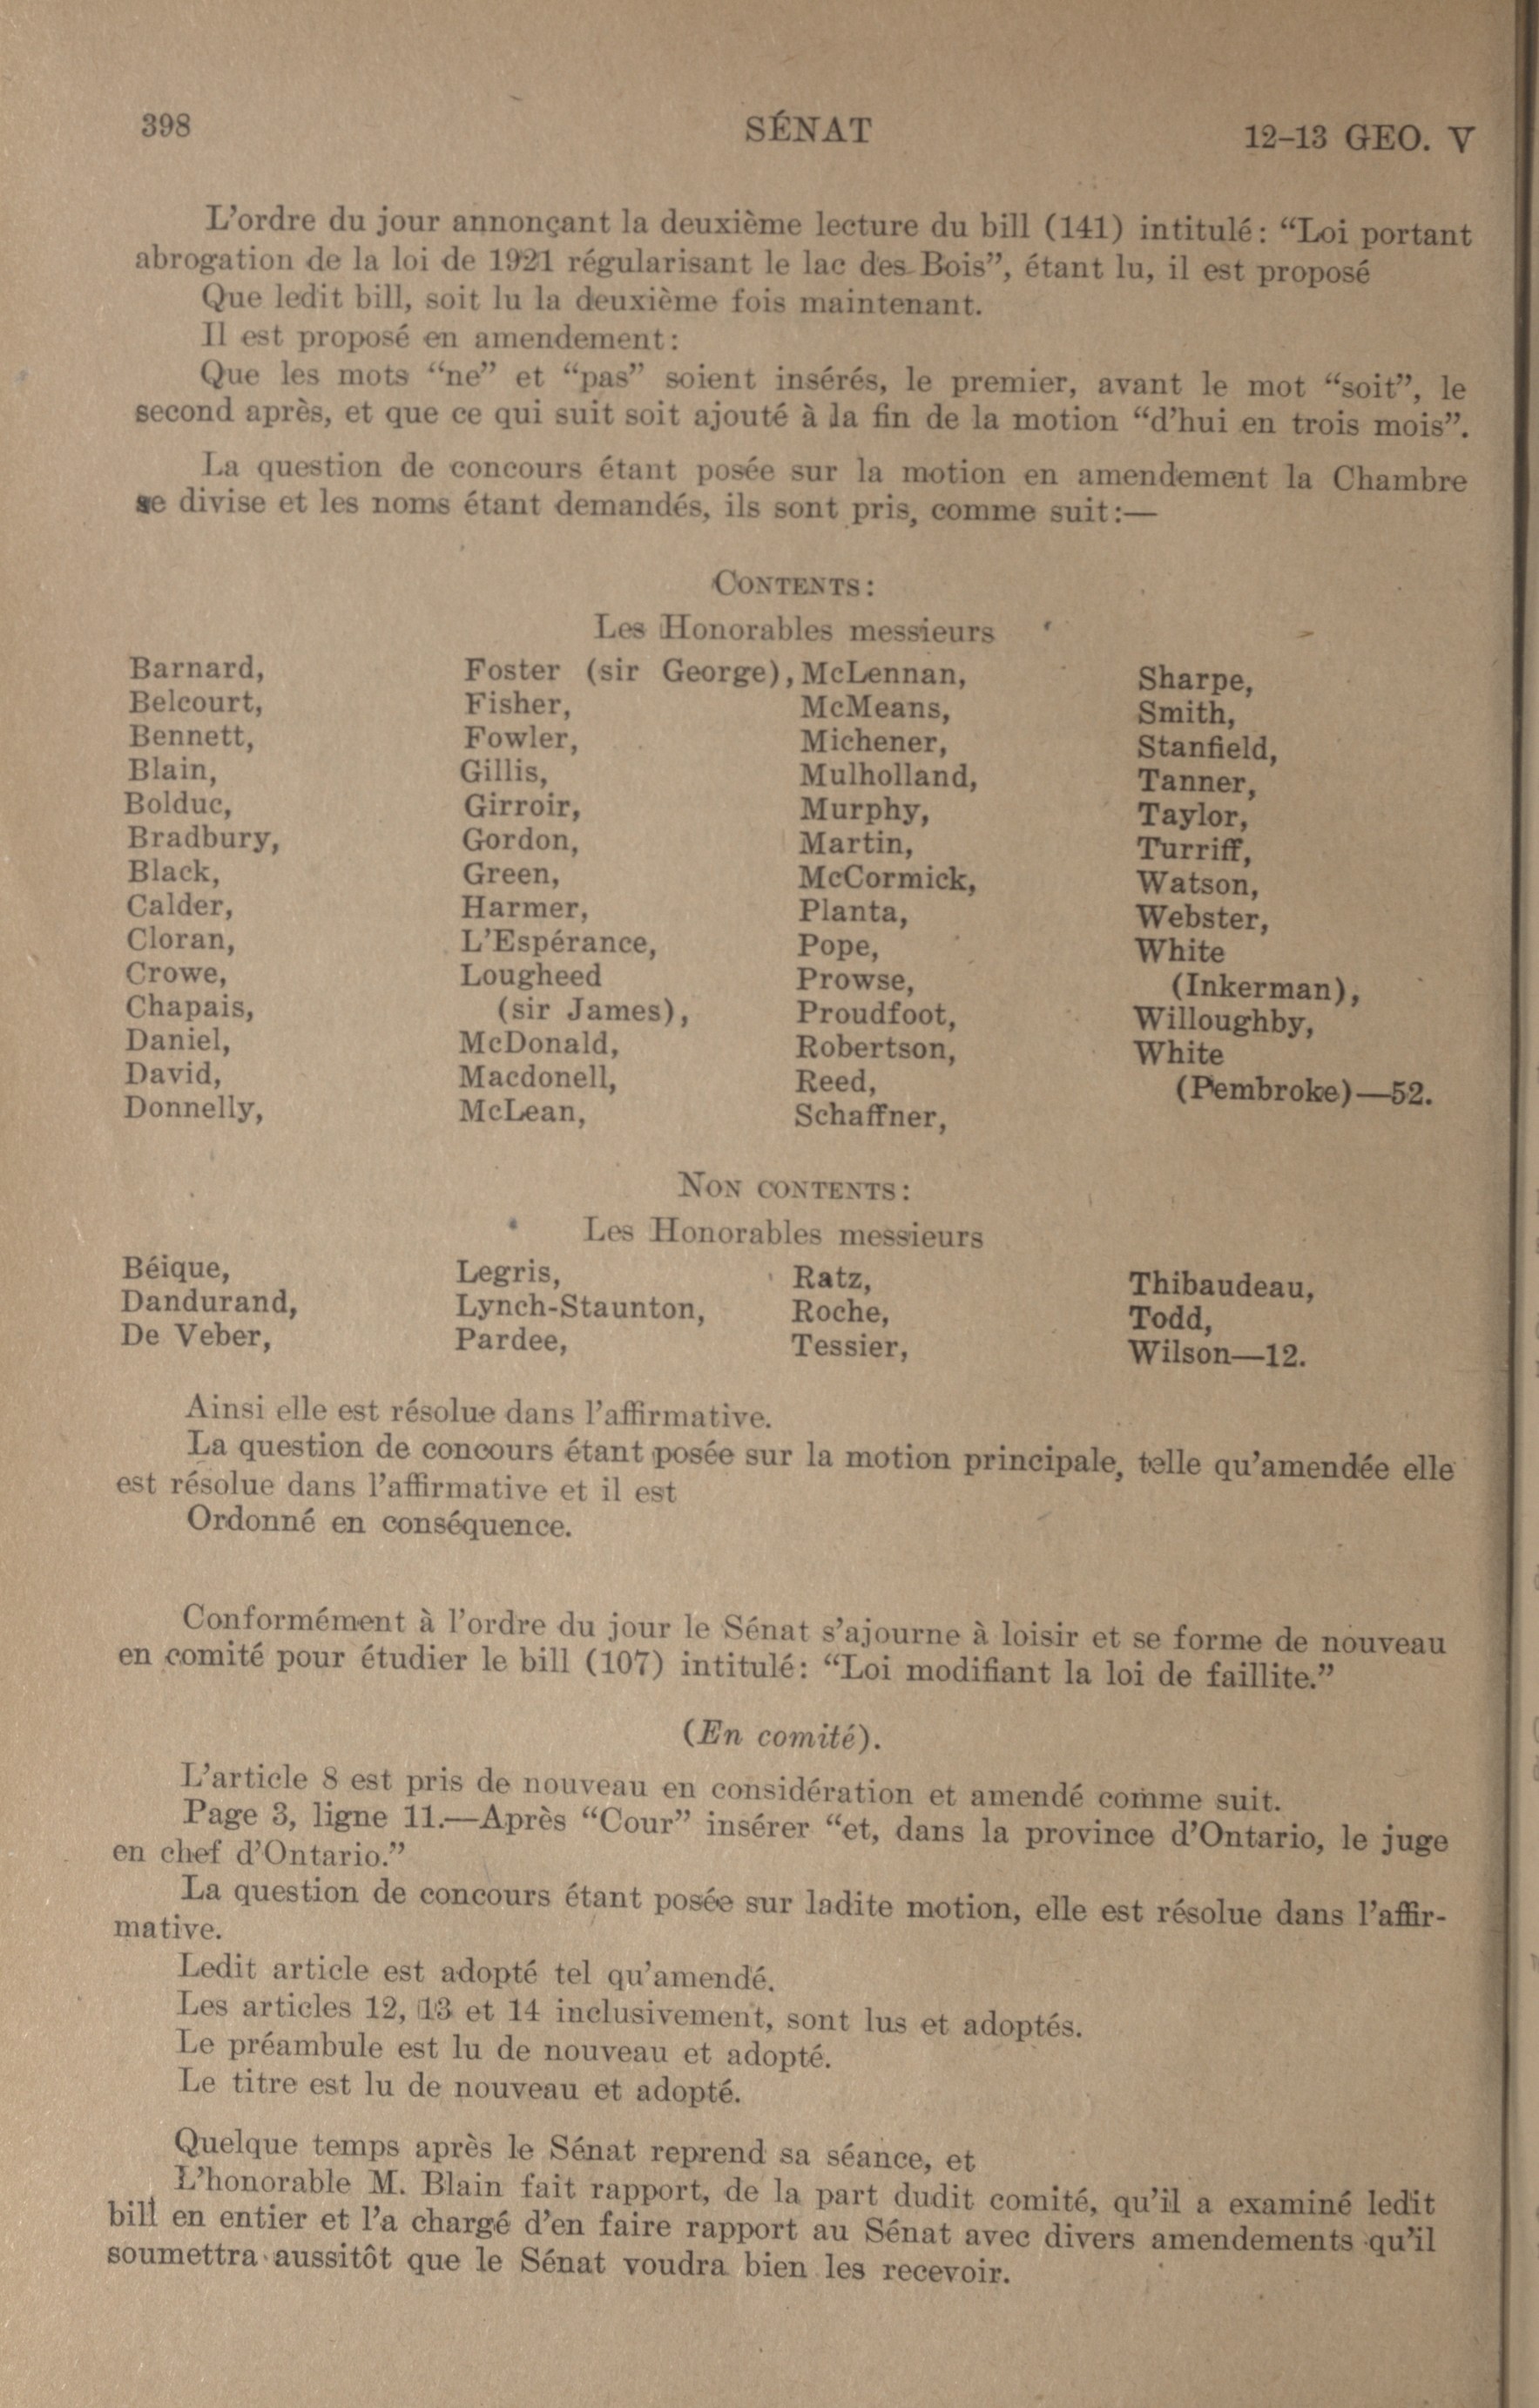 398
SÉNAT
12-13 GEO. V
L'ordre du jour annonçant la deuxième lecture du bill (141) intitulé: "Loi portant
abrogation de la loi de 1921 régularisant le lac des Bois", étant lu, il est proposé
Que ledit bill, soit lu la deuxième fois maintenant.
Il est proposé en amendement:
Que les mots "ne" et "pas" soient insérés, le premier, avant le mot "soit", le
second après, et que ce qui suit soit ajouté à la fin de la motion "d'hui en trois mois".
La question de concours étant posée sur la motion en amendement la Chambre
se divise et les noms étant demandés, ils sont pris, comme suit:—
CONTENTS:
Les Honorables messieurs
Barnard,
Belcourt,
Bennett,
Blain,
Bolduc,
Bradbury,
Black,
Calder,
Cloran,
Crowe,
Chapais,
Daniel,
David,
Donnelly,
Foster (sir George),
Fisher,
Fowler,
Gillis,
Girroir,
Gordon,
Green,
Harmer,
L'Espérance,
Lougheed
(sir James),
McDonald,
Macdonell,
McLean,
McLennan,
McMeans,
Michener,
Mulholland,
Murphy,
Martin,
McCormick,
Planta,
Pope,
Prowse,
Proudfoot,
Robertson,
Reed,
Schaffner,
Sharpe,
Smith,
Stanfield,
Tanner,
Taylor,
Turriff,
Watson,
Webster,
White
(Inkerman),
Willoughby,
White
(Pembroke)—52.
NON CONTENTS:
Les Honorables messieurs
Béique,
Dandurand,
De Veber,
Legris,
Lynch-Staunton,
Pardee,
Ratz,
Roche,
Tessier,
Thibaudeau,
Todd,
Wilson—12.
Ainsi elle est résolue dans l'affirmative.
La question de concours étant posée sur la motion principale, telle qu'amendée elle
est résolue dans l'affirmative et il est
Ordonné en conséquence.
Conformément à l'ordre du jour le Sénat s'ajourne à loisir et se forme de nouveau
en comité pour étudier le bill (107) intitulé: "Loi modifiant la loi de faillite."
(En comité).
L'article 8 est pris de nouveau en considération et amendé comme suit.
Page 3, ligne 11.—Après "Cour" insérer "et, dans la province d'Ontario, le juge
en chef d'Ontario."
La question de concours étant posée sur ladite motion, elle est résolue dans l'affir-
mative.
Ledit article est adopté tel qu'amendé.
Les articles 12, 13 et 14 inclusivement, sont lus et adoptés.
Le préambule est lu de nouveau et adopté.
Le titre est lu de nouveau et adopté.
Quelque temps après le Sénat reprend sa séance, et
L'honorable M. Blain fait rapport, de la part dudit comité, qu'il a examiné ledit
bill en entier et l'a chargé d'en faire rapport au Sénat avec divers amendements qu'il
soumettra aussitôt que le Sénat voudra bien les recevoir.